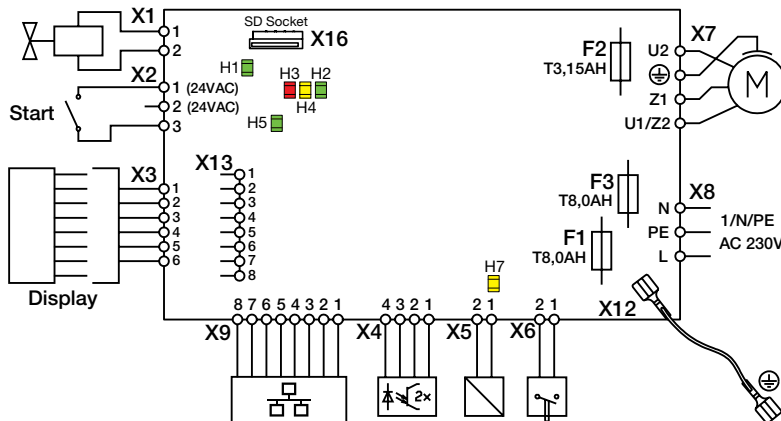 X1
1
2
SD Socket
X16
H1
H3 H2
H4
H5
F2
T3,15AH
X7
U2
Z1
U1/Z2
M
X2
1 (24VAC)
2 (24VAC)
3
Start
X3
1
2
3
4
5
6
Display
X13
1
2
3
4
5
6
7
8
F3
T8,0AH
F1
T8,0AH
X8
N
PE
L
1/N/PE
AC 230V
H7
X12
8 7 6 5 4 3 2 1
X9
4 3 2 1
X4
2 1
X5
2 1
X6
2x